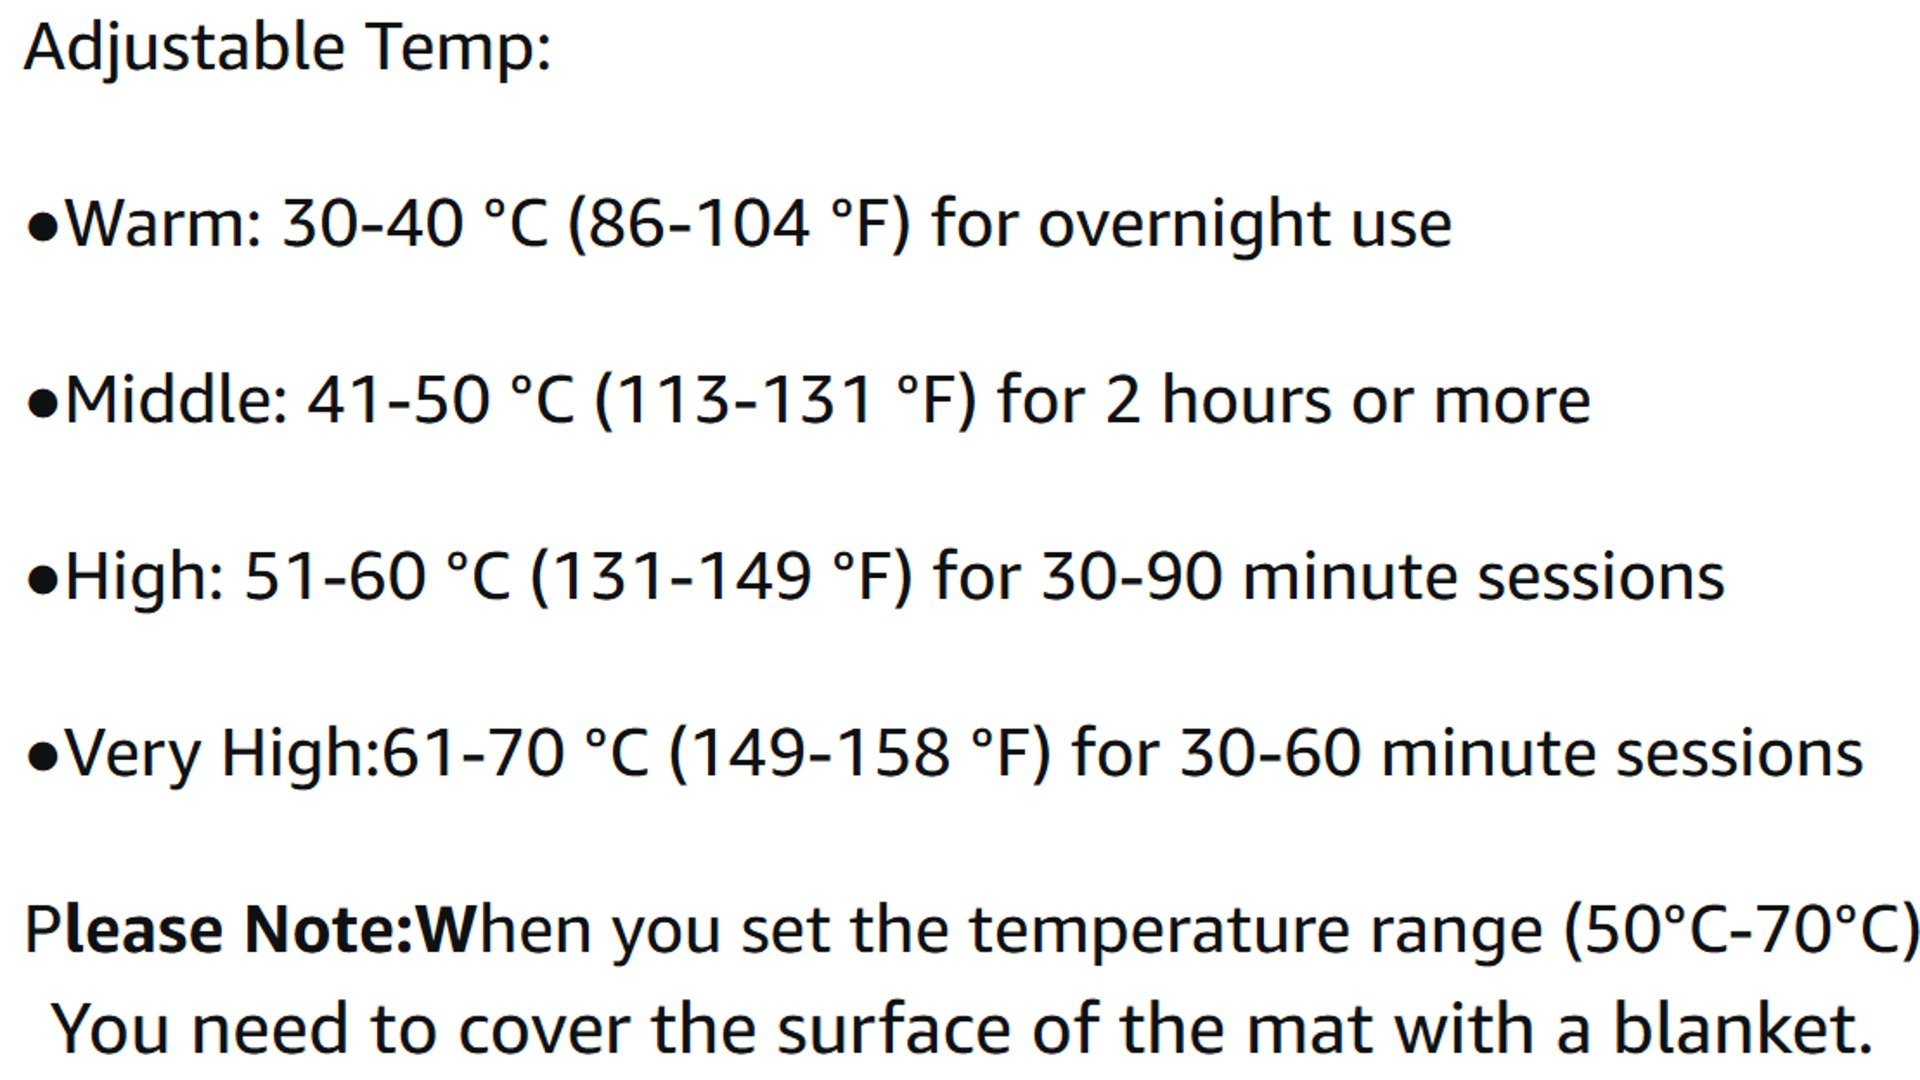 Adjustable Temp:
●Warm: 30-40 °C (86-104 °F) for overnight use
●Middle: 41-50 °C (113-131 °F) for 2 hours or more
●High: 51-60 °C (131-149 °F) for 30-90 minute sessions
●Very High:61-70 °C (149-158 °F) for 30-60 minute sessions
Please Note:When you set the temperature range (50°C-70°C)
You need to cover the surface of the mat with a blanket.